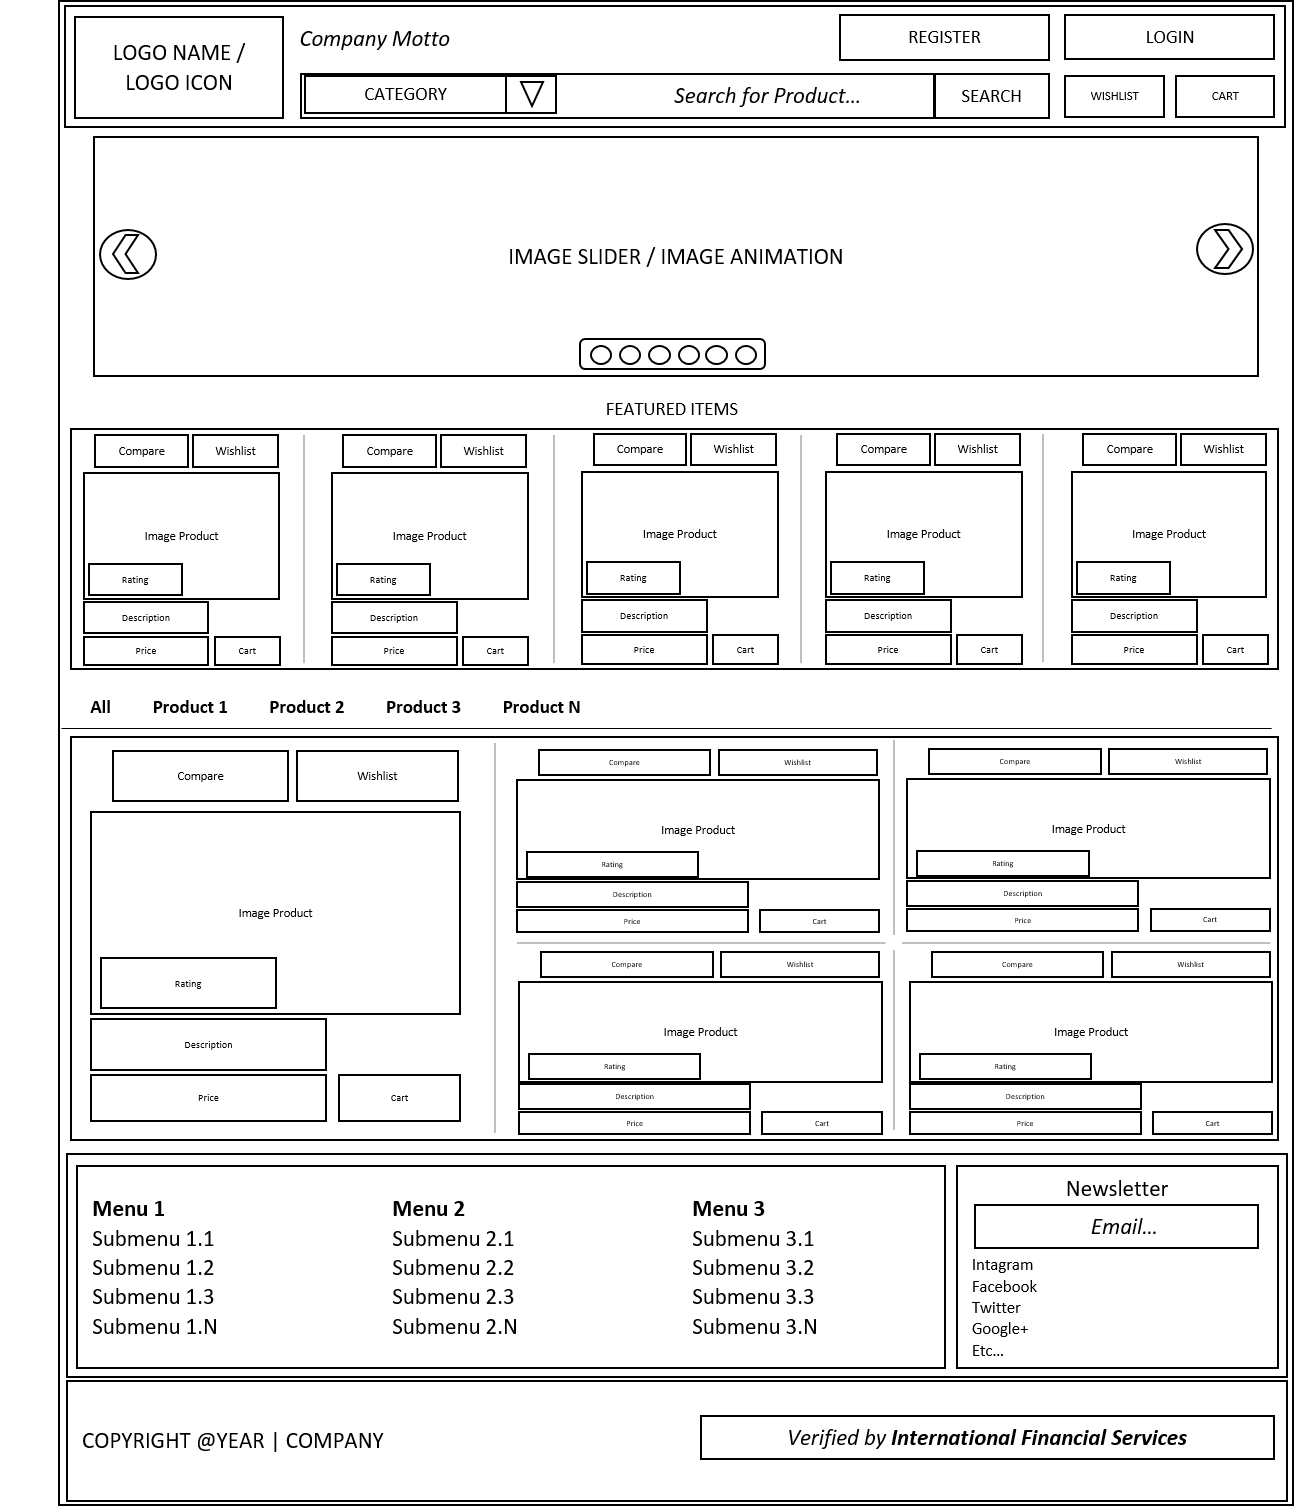 LOGO NAME /
LOGO ICON
Company Motto
REGISTER
LOGIN
CATEGORY
Search for Product...
SEARCH
WISHLIST
CART
IMAGE SLIDER / IMAGE ANIMATION
FEATURED ITEMS
Compare
Wishlist
Image Product
Rating
Description
Price
Cart
Compare
Wishlist
Image Product
Rating
Description
Price
Cart
Compare
Wishlist
Image Product
Rating
Description
Price
Cart
Compare
Wishlist
Image Product
Rating
Description
Price
Cart
Compare
Wishlist
Image Product
Rating
Description
Price
Cart
All Product 1 Product 2 Product 3 Product N
Compare
Wishlist
Image Product
Rating
Description
Price
Cart
Compare
Wishlist
Image Product
Rating
Description
Price
Cart
Compare
Wishlist
Image Product
Rating
Description
Price
Cart
Compare
Wishlist
Image Product
Rating
Description
Price
Cart
Compare
Wishlist
Image Product
Rating
Description
Price
Cart
Menu 1
Submenu 1.1
Submenu 1.2
Submenu 1.3
Submenu 1.N
Menu 2
Submenu 2.1
Submenu 2.2
Submenu 2.3
Submenu 2.N
Menu 3
Submenu 3.1
Submenu 3.2
Submenu 3.3
Submenu 3.N
Newsletter
Email...
Intagram
Facebook
Twitter
Google+
Etc...
COPYRIGHT @YEAR | COMPANY
Verified by International Financial Services